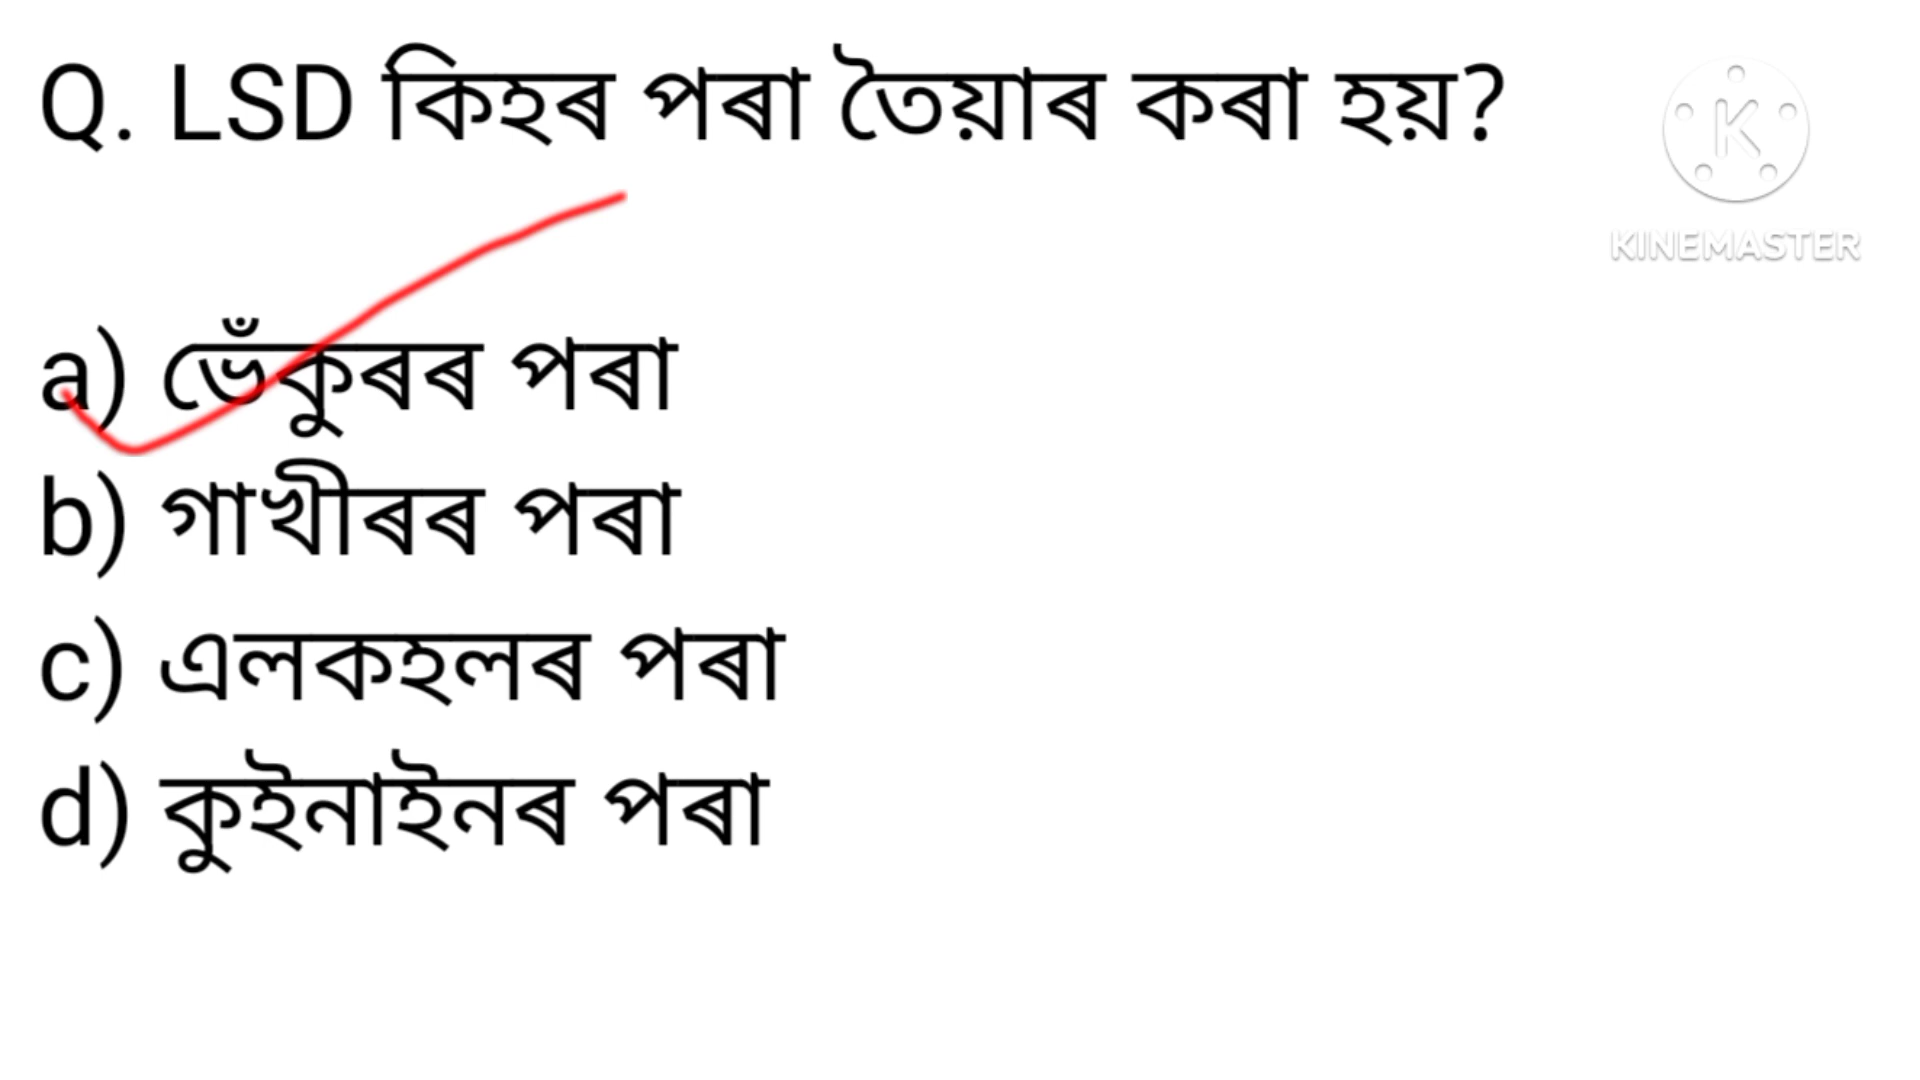 Q. LSD কিহৰ পৰা তৈয়াৰ কৰা হয়?
K
KINEMASTER
a) ভেঁকুৰৰ পৰা
b) গাখীৰৰ পৰা
c) এলকহলৰ পৰা
d) কুইনাইনৰ পৰা